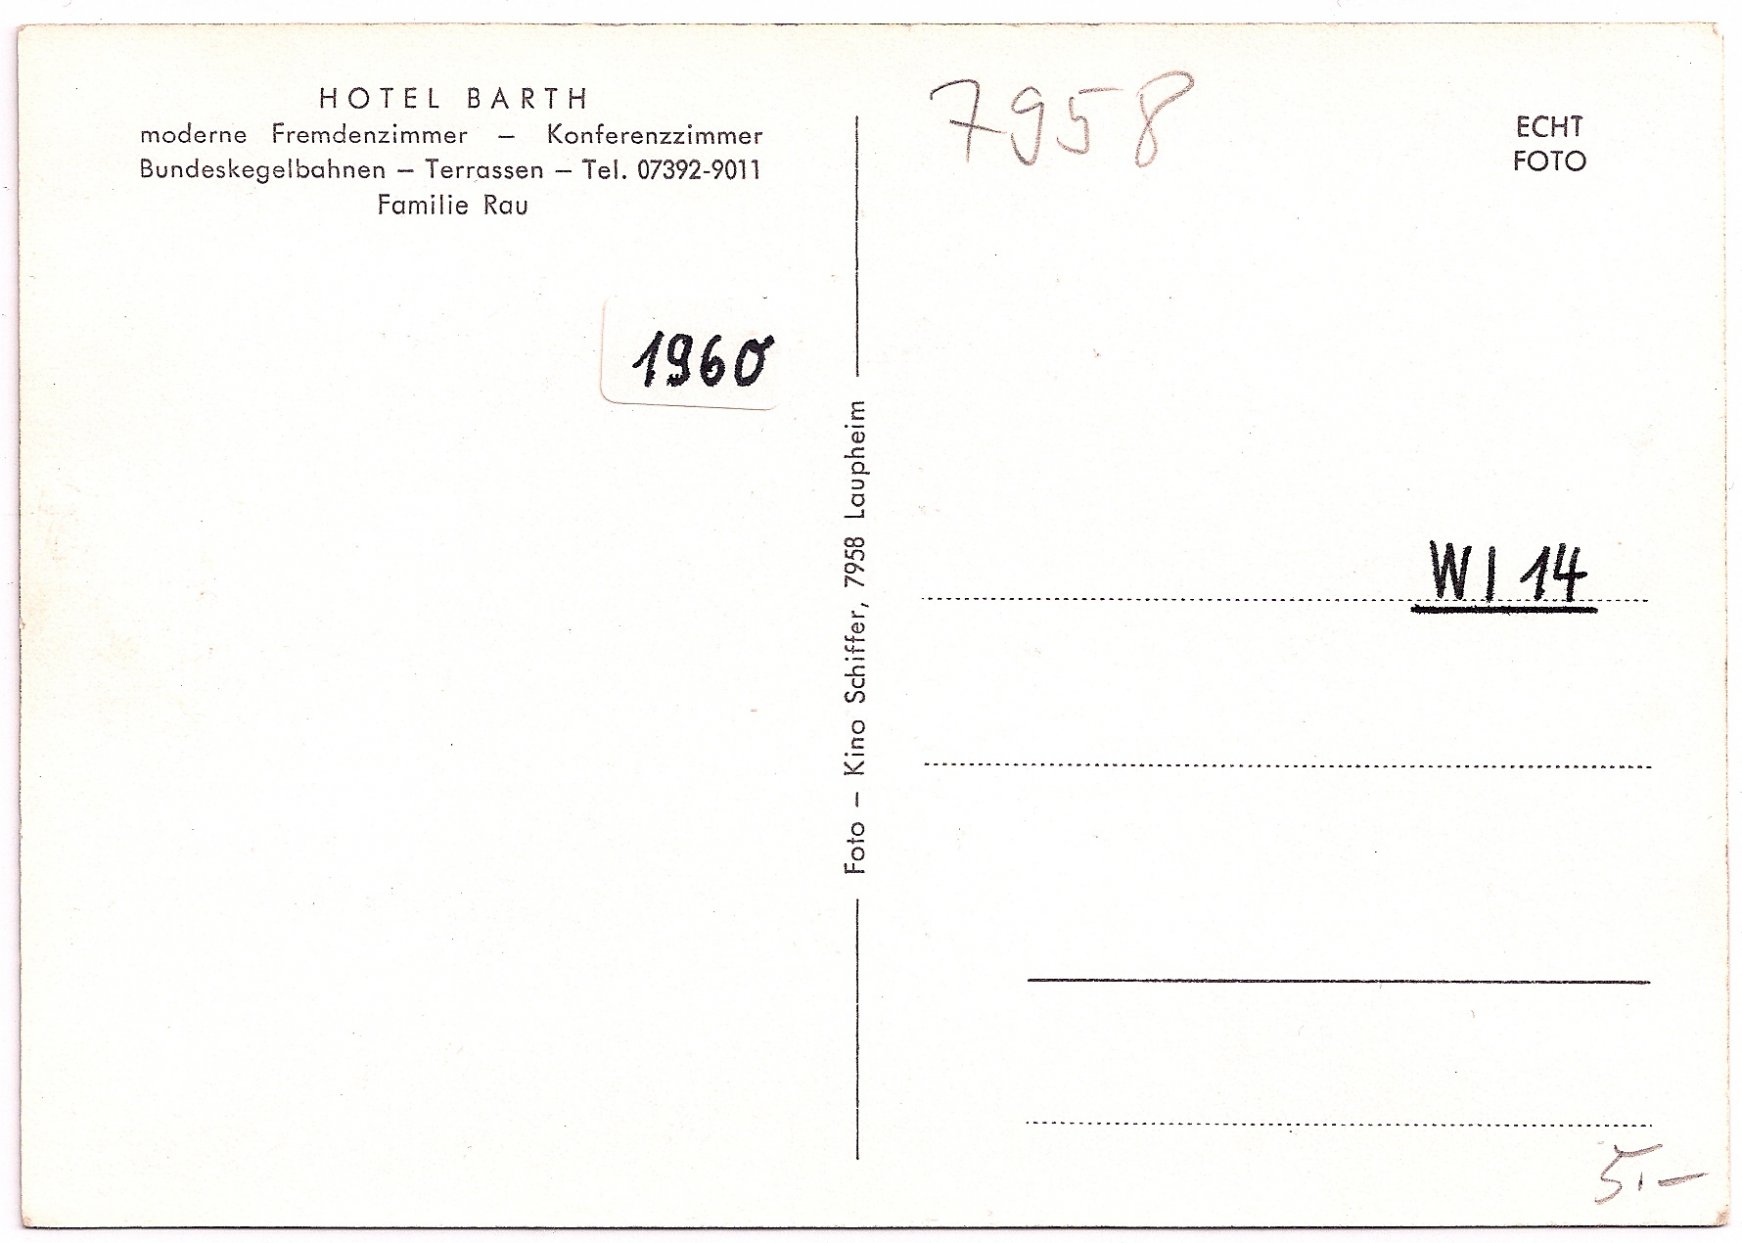 HOTEL BARTH
moderne Fremdenzimmer – Konferenzzimmer
Bundeskegelbahnen – Terrassen – Tel. 07392-9011
Familie Rau
1960
Foto – Kino Schiffer, 7958 Laupheim
7958
ECHT
FOTO
WI 14
5,-